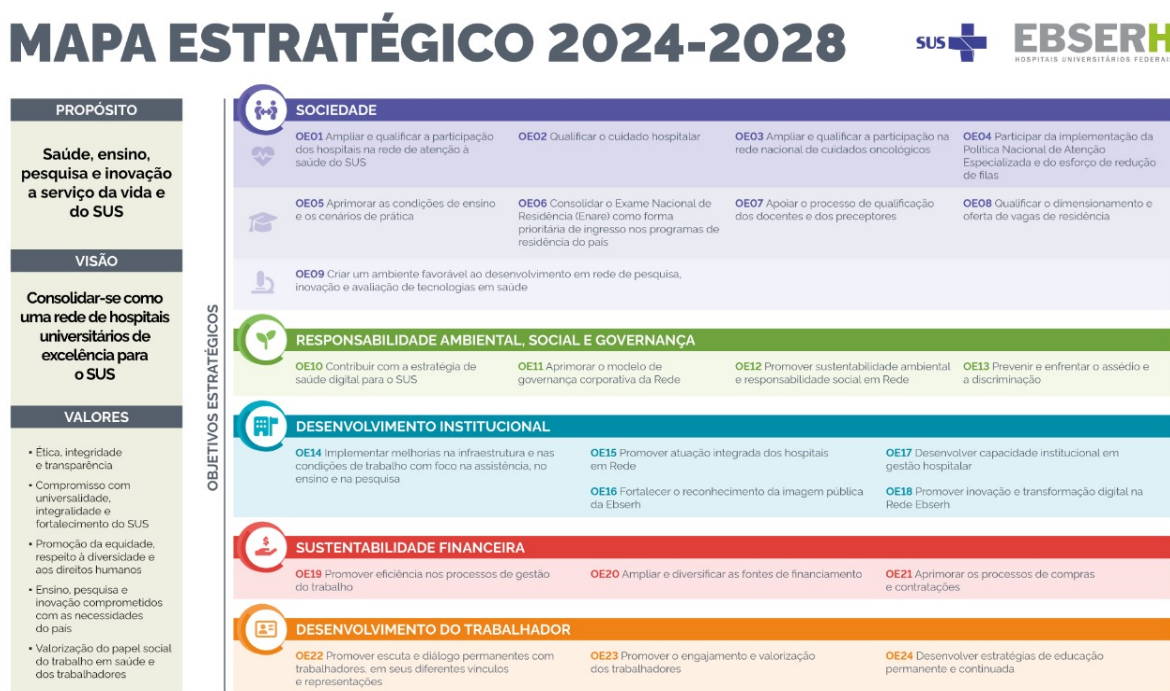 MAPA ESTRATÉGICO 2024-2028
SUS
EBSERH
HOSPITAIS UNIVERSITÁRIOS FEDERAIS
PROPÓSITO
Saúde, ensino,
pesquisa e inovação
a serviço da vida e
do SUS
VISÃO
Consolidar-se como
uma rede de hospitais
universitários de
excelência para
o SUS
VALORES
• Ética, integridade
e transparência
• Compromisso com
universalidade,
integralidade e
fortalecimento do SUS
• Promoção da equidade,
respeito à diversidade e
aos direitos humanos
• Ensino, pesquisa e
inovação comprometidos
com as necessidades
do país
• Valorização do papel social
do trabalho em saúde e
dos trabalhadores
OBJETIVOS ESTRATÉGICOS
SOCIEDADE
OE01 Ampliar e qualificar a participação
dos hospitais na rede de atenção à
saúde do SUS
OE02 Qualificar o cuidado hospitalar
OE03 Ampliar e qualificar a participação na
rede nacional de cuidados oncológicos
OE04 Participar da implementação da
Política Nacional de Atenção
Especializada e do esforço de redução
de filas
OE05 Aprimorar as condições de ensino
e os cenários de prática
OE06 Consolidar o Exame Nacional de
Residência (Enare) como forma
prioritária de ingresso nos programas de
residência do país
OE07 Apoiar o processo de qualificação
dos docentes e dos preceptores
OE08 Qualificar o dimensionamento e
oferta de vagas de residência
OE09 Criar um ambiente favorável ao desenvolvimento em rede de pesquisa,
inovação e avaliação de tecnologias em saúde
RESPONSABILIDADE AMBIENTAL, SOCIAL E GOVERNANÇA
OE10 Contribuir com a estratégia de
saúde digital para o SUS
OE11 Aprimorar o modelo de
governança corporativa da Rede
OE12 Promover sustentabilidade ambiental
e responsabilidade social em Rede
OE13 Prevenir e enfrentar o assédio e
a discriminação
DESENVOLVIMENTO INSTITUCIONAL
OE14 Implementar melhorias na infraestrutura e nas
condições de trabalho com foco na assistência, no
ensino e na pesquisa
OE15 Promover atuação integrada dos hospitais
em Rede
OE16 Fortalecer o reconhecimento da imagem pública
da Ebserh
OE17 Desenvolver capacidade institucional em
gestão hospitalar
OE18 Promover inovação e transformação digital na
Rede Ebserh
SUSTENTABILIDADE FINANCEIRA
OE19 Promover eficiência nos processos de gestão
do trabalho
OE20 Ampliar e diversificar as fontes de financiamento
OE21 Aprimorar os processos de compras
e contratações
DESENVOLVIMENTO DO TRABALHADOR
OE22 Promover escuta e diálogo permanentes com
trabalhadores, em seus diferentes vínculos
e representações
OE23 Promover o engajamento e valorização
dos trabalhadores
OE24 Desenvolver estratégias de educação
permanente e continuada